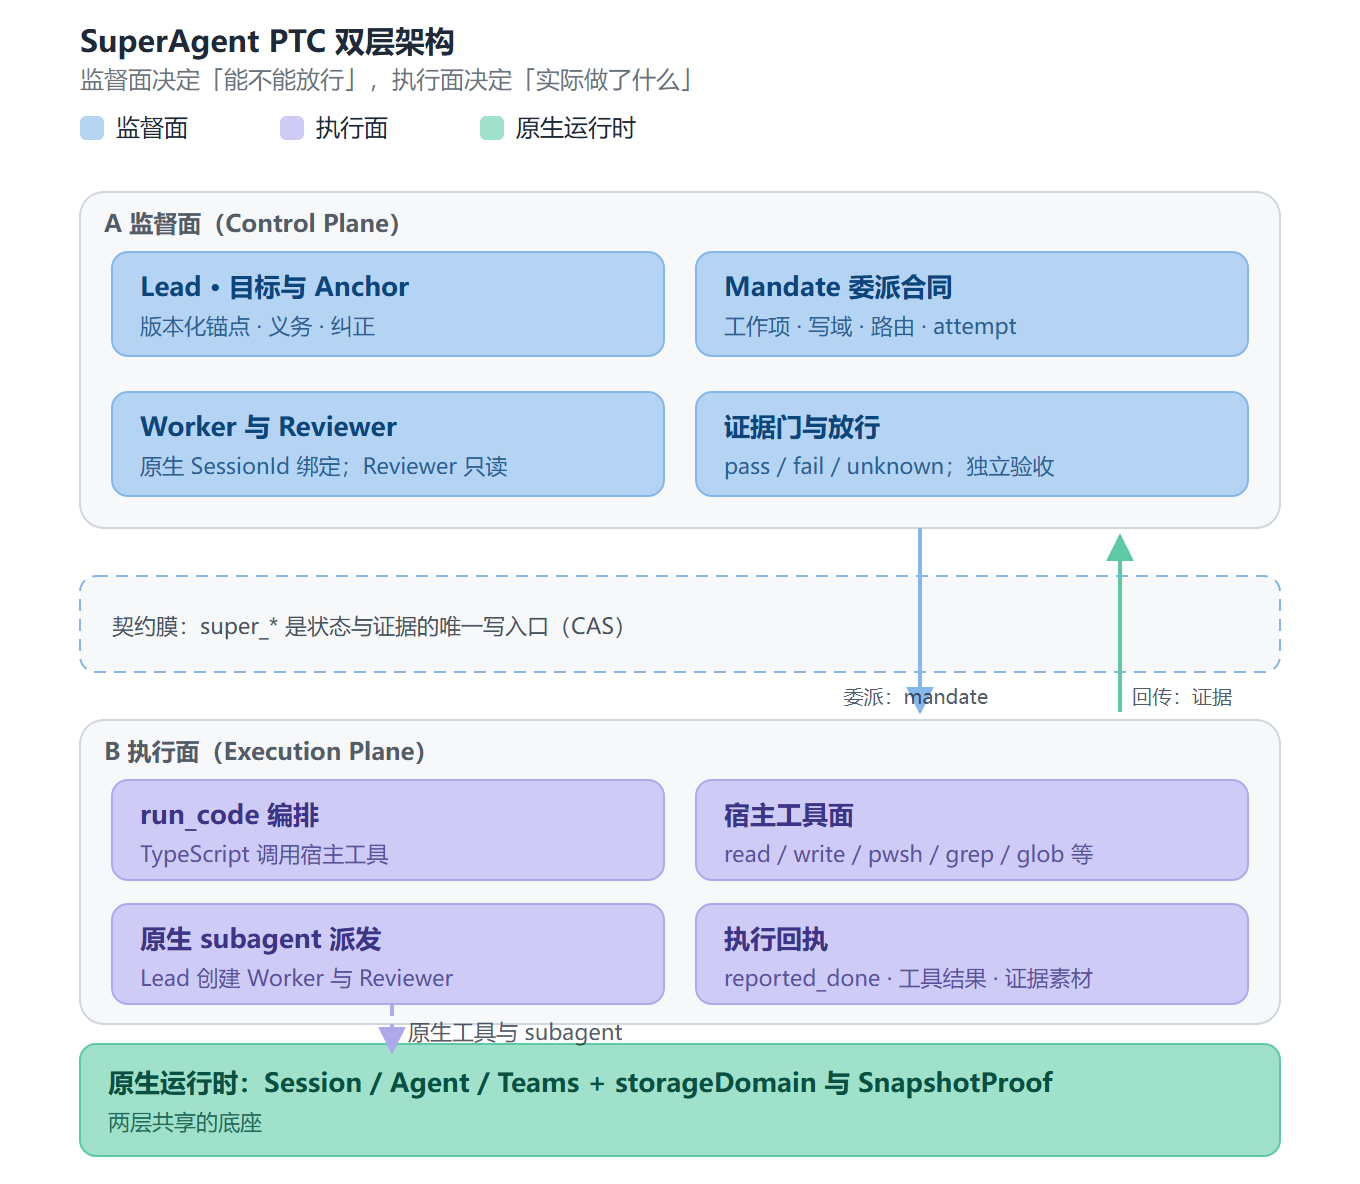 SuperAgent PTC 双层架构
监督面决定「能不能放行」，执行面决定「实际做了什么」
监督面
执行面
原生运行时
A 监督面（Control Plane）
Lead · 目标与 Anchor
版本化锚点 · 义务 · 纠正
Mandate 委派合同
工作项 · 写域 · 路由 · attempt
Worker 与 Reviewer
原生 SessionId 绑定；Reviewer 只读
证据门与放行
pass / fail / unknown；独立验收
契约膜：super_* 是状态与证据的唯一写入口（CAS）
委派：mandate
回传：证据
B 执行面（Execution Plane）
run_code 编排
TypeScript 调用宿主工具
宿主工具面
read / write / pwsh / grep / glob 等
原生 subagent 派发
Lead 创建 Worker 与 Reviewer
执行回执
reported_done · 工具结果 · 证据素材
原生工具与 subagent
原生运行时：Session / Agent / Teams + storageDomain 与 SnapshotProof
两层共享的底座